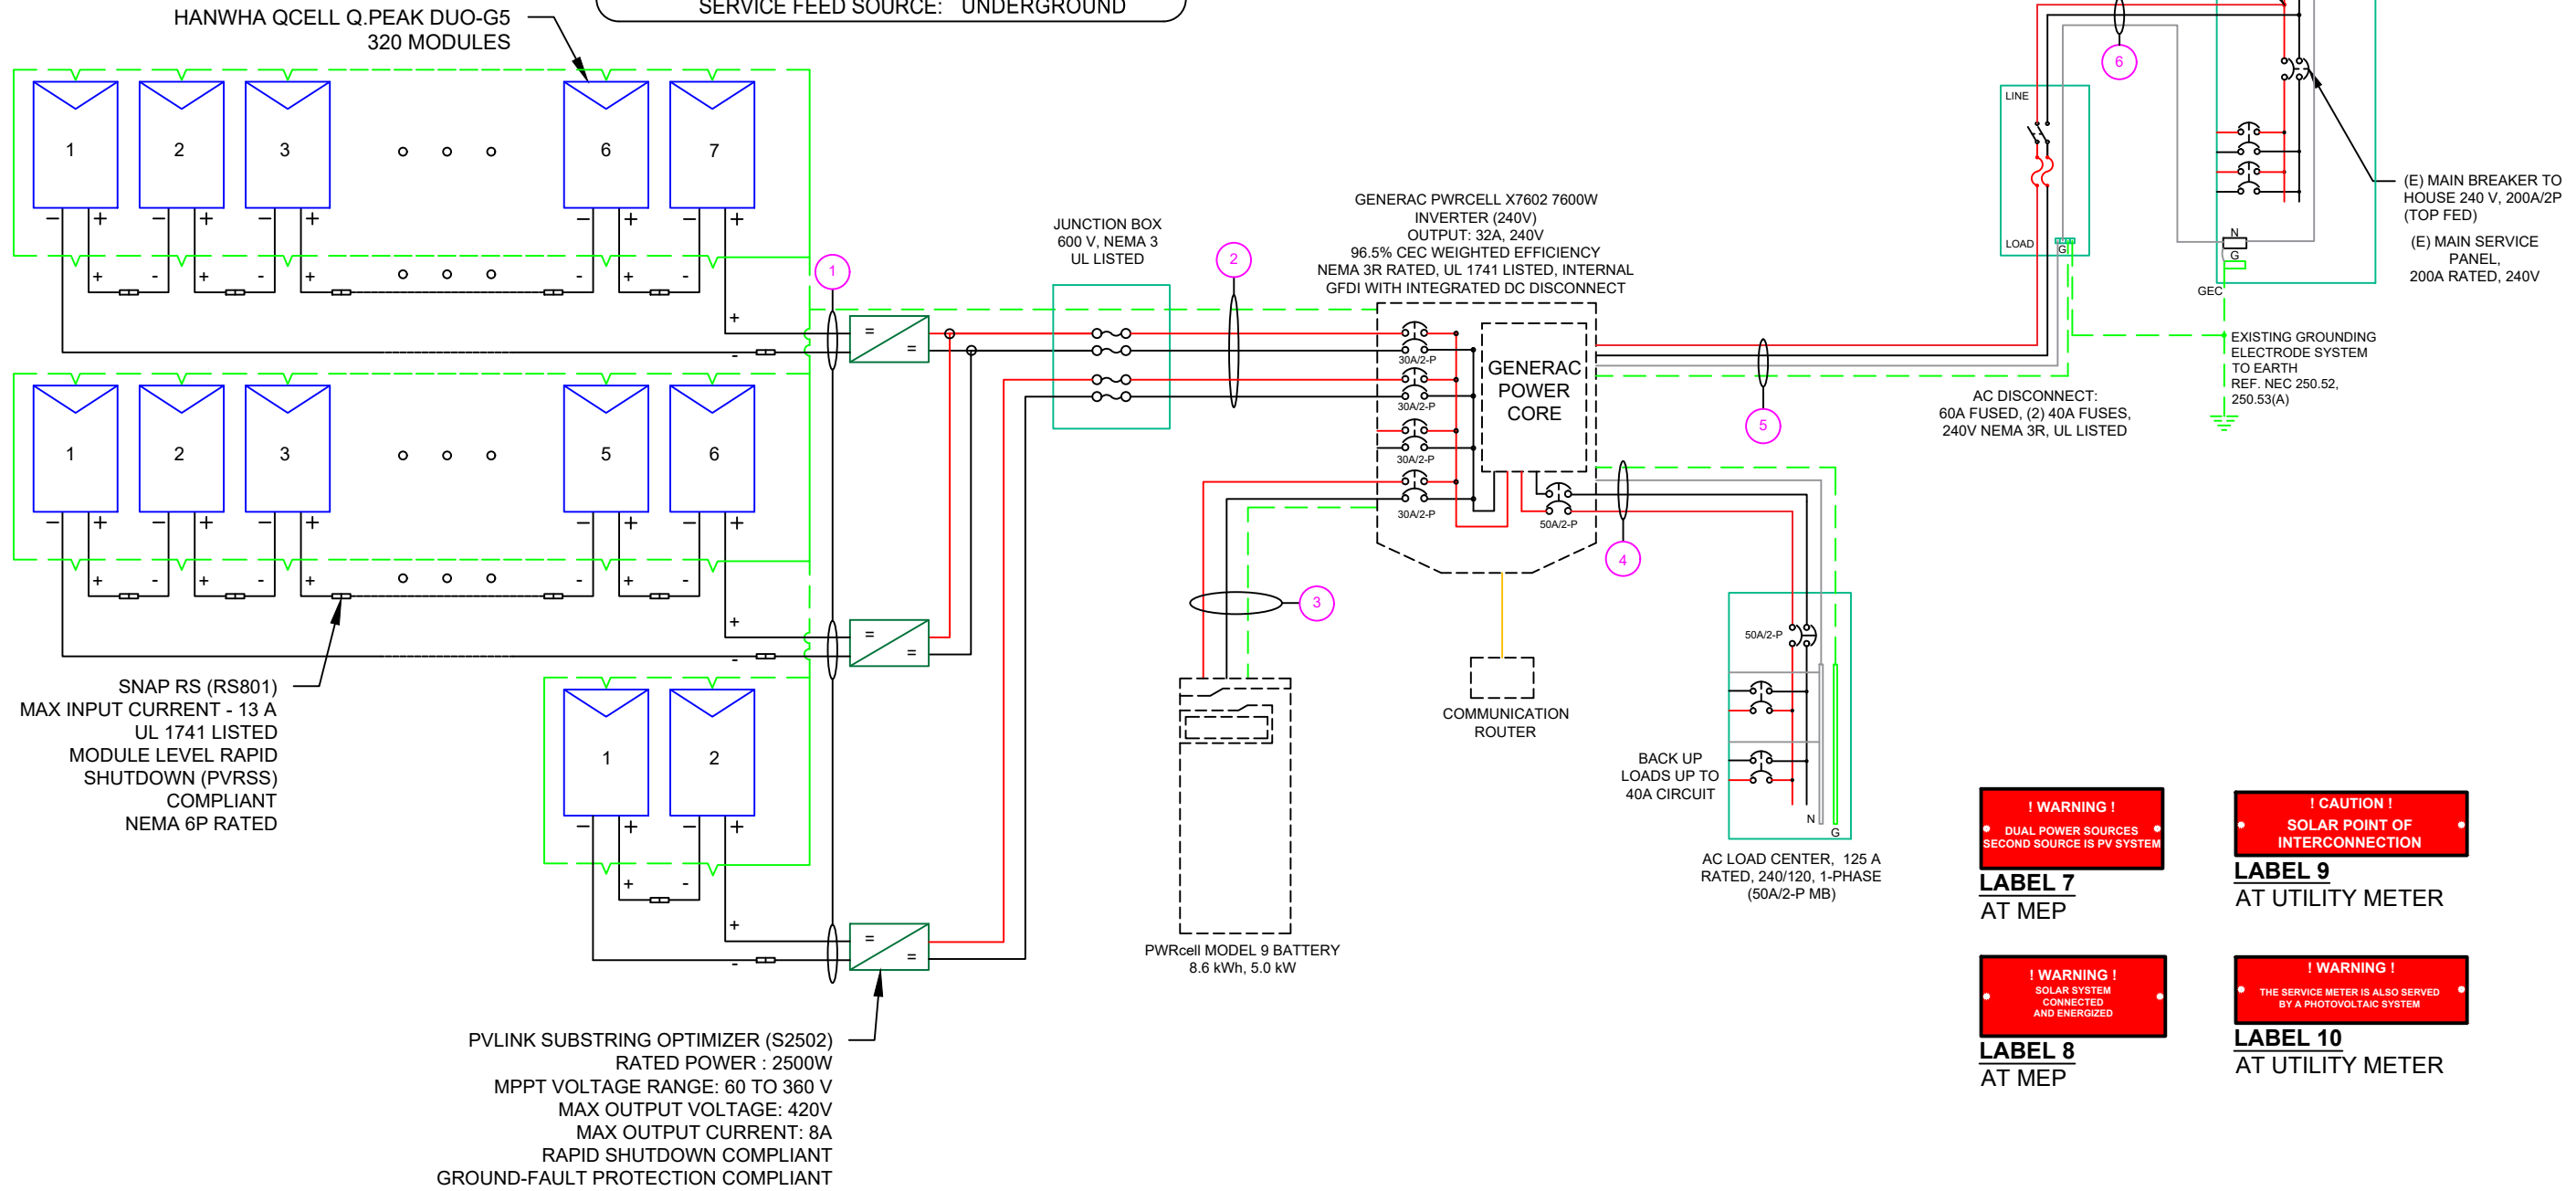 SERVICE FEED SOURCE: UNDERGROUND
HANWHA QCELL Q.PEAK DUO-G5
320 MODULES
1 2 3 6 7
− + − + − + − + − +
+ - + - + - + -
+
-
1
1 2 3 5 6
− + − + − + − + − +
+ - + - + - + -
+
-
SNAP RS (RS801)
MAX INPUT CURRENT - 13 A
UL 1741 LISTED
MODULE LEVEL RAPID
SHUTDOWN (PVRSS)
COMPLIANT
NEMA 6P RATED
1 2
− + − +
+ -
+
-
= =
= =
= =
PVLINK SUBSTRING OPTIMIZER (S2502)
RATED POWER : 2500W
MPPT VOLTAGE RANGE: 60 TO 360 V
MAX OUTPUT VOLTAGE: 420V
MAX OUTPUT CURRENT: 8A
RAPID SHUTDOWN COMPLIANT
GROUND-FAULT PROTECTION COMPLIANT
JUNCTION BOX
600 V, NEMA 3
UL LISTED
2
GENERAC PWRCELL X7602 7600W
INVERTER (240V)
OUTPUT: 32A, 240V
96.5% CEC WEIGHTED EFFICIENCY
NEMA 3R RATED, UL 1741 LISTED, INTERNAL
GFDI WITH INTEGRATED DC DISCONNECT
30A/2-P
30A/2-P
30A/2-P
30A/2-P
GENERAC
POWER
CORE
50A/2-P
3
PWRcell MODEL 9 BATTERY
8.6 kWh, 5.0 kW
COMMUNICATION
ROUTER
4
50A/2-P
BACK UP
LOADS UP TO
40A CIRCUIT
N
G
AC LOAD CENTER, 125 A
RATED, 240/120, 1-PHASE
(50A/2-P MB)
5
LINE
LOAD
G
AC DISCONNECT:
60A FUSED, (2) 40A FUSES,
240V NEMA 3R, UL LISTED
6
(E) MAIN BREAKER TO
HOUSE 240 V, 200A/2P
(TOP FED)
(E) MAIN SERVICE
PANEL,
200A RATED, 240V
N
G
GEC
EXISTING GROUNDING
ELECTRODE SYSTEM
TO EARTH
REF. NEC 250.52,
250.53(A)
! WARNING !
DUAL POWER SOURCES
SECOND SOURCE IS PV SYSTEM
LABEL 7
AT MEP
! CAUTION !
SOLAR POINT OF
INTERCONNECTION
LABEL 9
AT UTILITY METER
! WARNING !
SOLAR SYSTEM
CONNECTED
AND ENERGIZED
LABEL 8
AT MEP
! WARNING !
THE SERVICE METER IS ALSO SERVED
BY A PHOTOVOLTAIC SYSTEM
LABEL 10
AT UTILITY METER